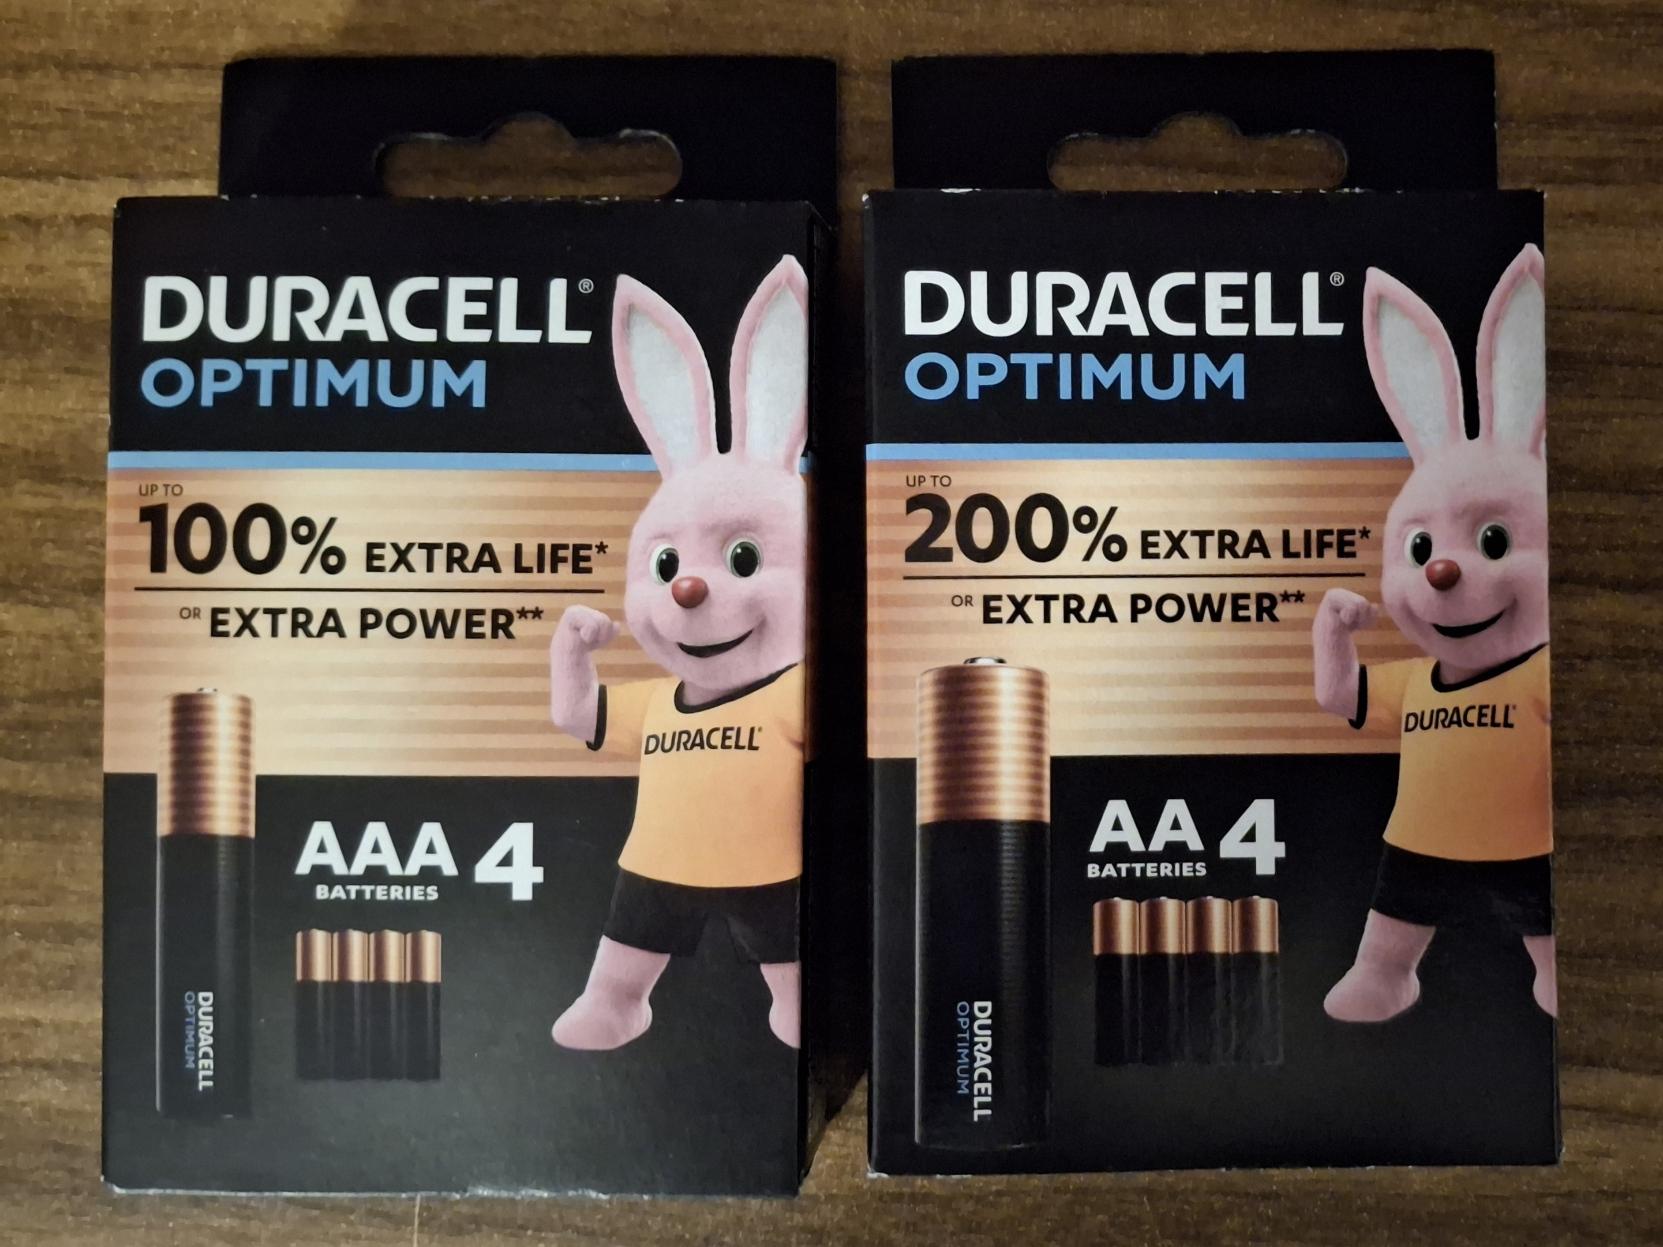 DURACELL®
OPTIMUM
UP TO
100% EXTRA LIFE*
OR EXTRA POWER**
DURACELL®
AAA 4
BATTERIES
DURACELL
OPTIMUM
DURACELL®
OPTIMUM
UP TO
200% EXTRA LIFE*
OR EXTRA POWER**
DURACELL®
AA 4
BATTERIES
DURACELL
OPTIMUM